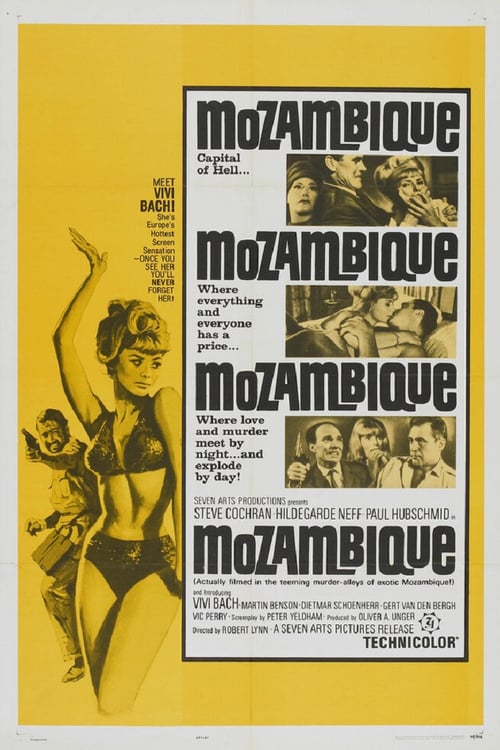 MEET
VIVI
BACH!
She's
Europe's
Hottest
Screen
Sensation
—ONCE YOU
SEE HER
YOU'LL
NEVER
FORGET
HER!
MOZAMBIQUE
Capital
of Hell...
MOZAMBIQUE
Where
everything
and
everyone
has a
price...
MOZAMBIQUE
Where love
and murder
meet by
night...and
explode
by day!
SEVEN ARTS PRODUCTIONS presents
STEVE COCHRAN · HILDEGARDE NEFF · PAUL HUBSCHMID in
MOZAMBIQUE
(Actually filmed in the teeming murder-alleys of exotic Mozambique!)
and Introducing
VIVI BACH · MARTIN BENSON · DIETMAR SCHOENHERR · GERT VAN DEN BERGH
VIC PERRY · Screenplay by PETER YELDHAM · Produced by OLIVER A. UNGER
Directed by ROBERT LYNN · A SEVEN ARTS PICTURES RELEASE
TECHNICOLOR®